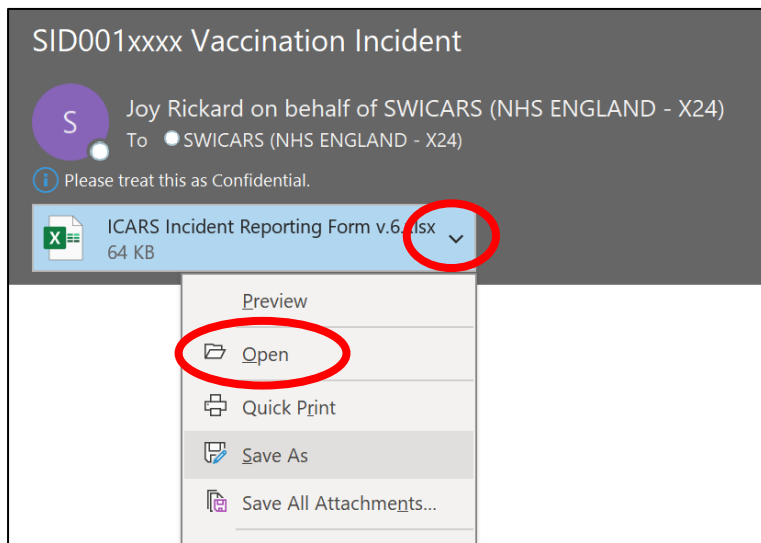 SID001xxxx Vaccination Incident
S
Joy Rickard on behalf of SWICARS (NHS ENGLAND - X24)
To SWICARS (NHS ENGLAND - X24)
Please treat this as Confidential.
ICARS Incident Reporting Form v.6.xlsx
64 KB
Preview
Open
Quick Print
Save As
Save All Attachments...